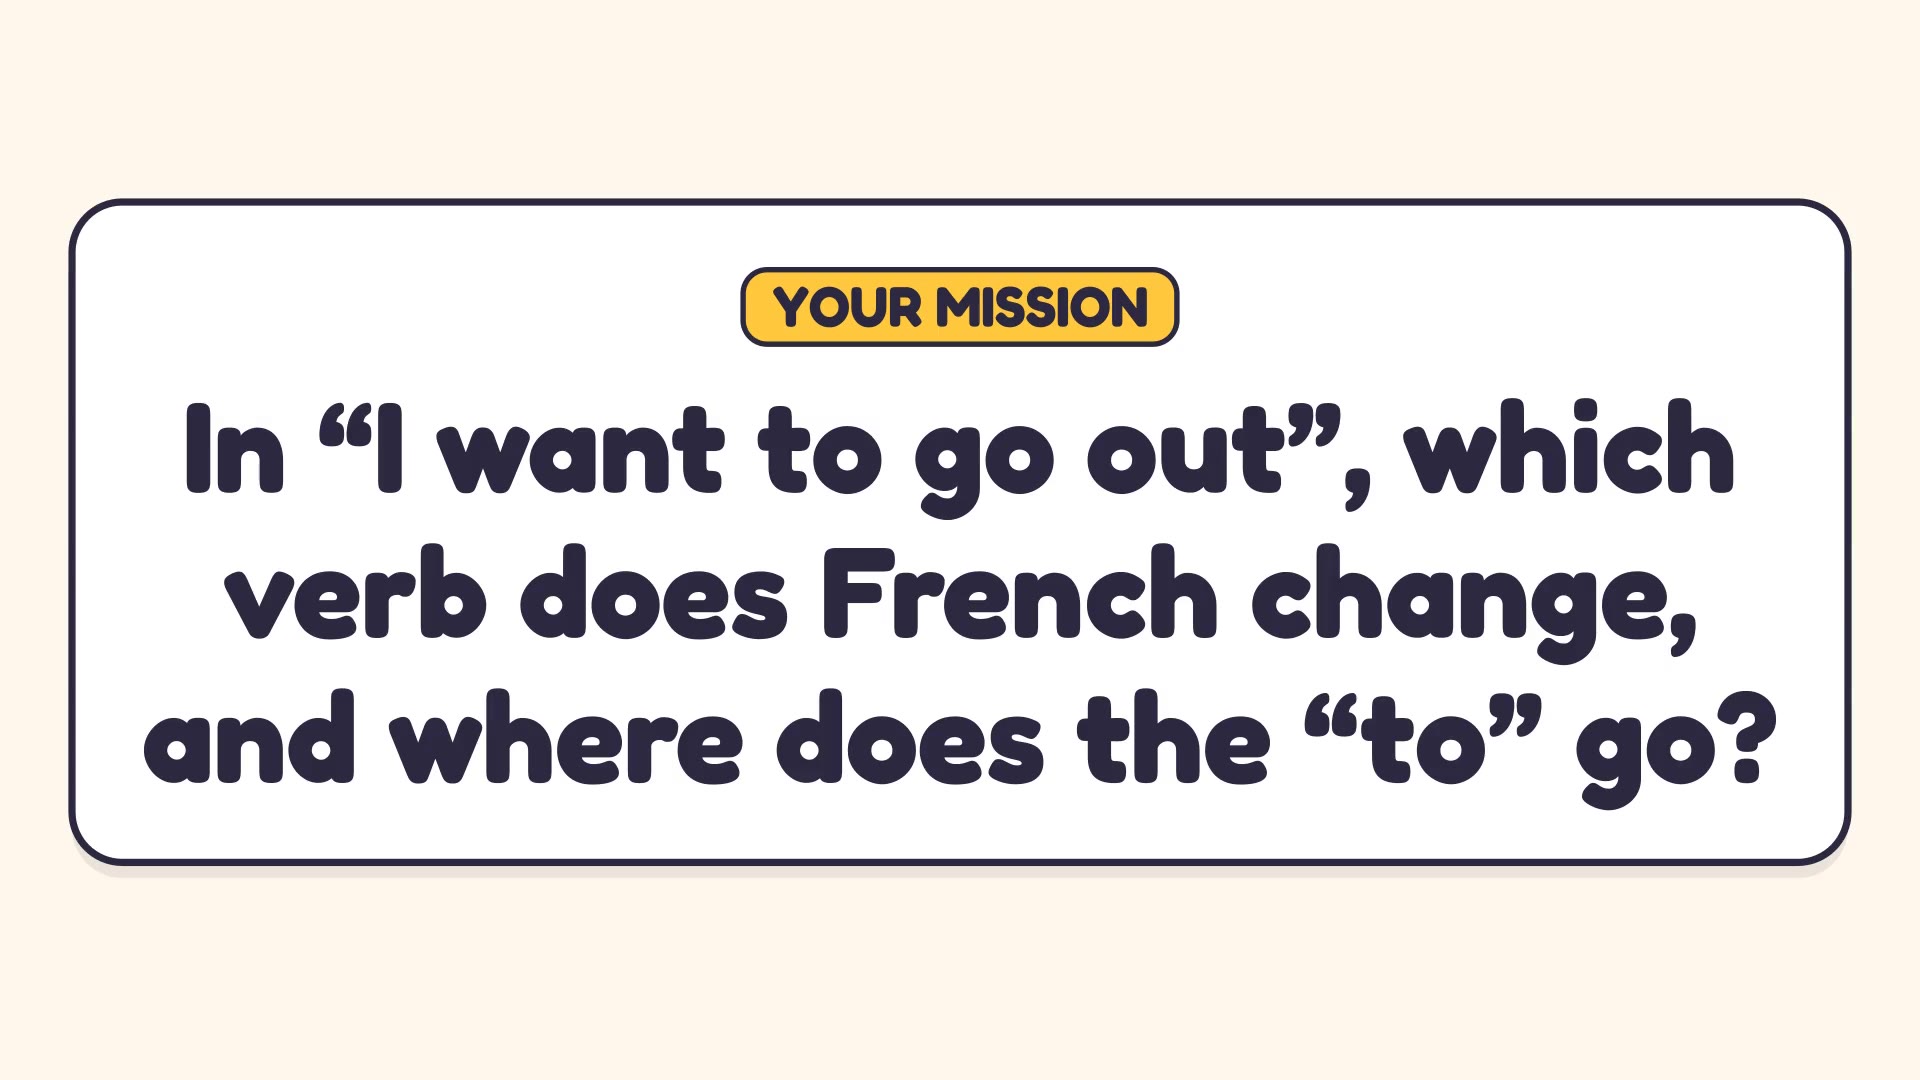 YOUR MISSION
In “I want to go out”, which
verb does French change,
and where does the “to” go?